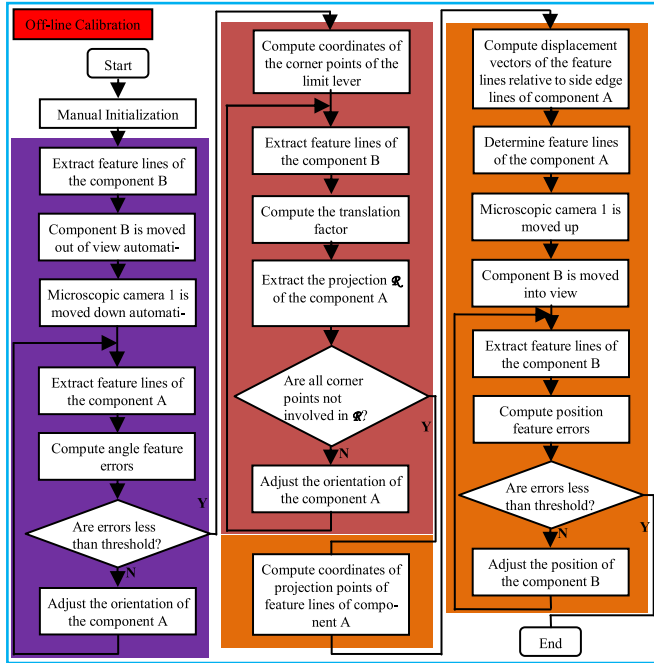 Off-line Calibration
Start
Manual Initialization
Extract feature lines of
the component B
Component B is moved
out of view automati-
Microscopic camera 1 is
moved down automati-
Extract feature lines of
the component A
Compute angle feature
errors
Are errors less
than threshold?
Y
N
Adjust the orientation of
the component A
Compute coordinates of
the corner points of the
limit lever
Extract feature lines of
the component B
Compute the translation
factor
Extract the projection ℛ
of the component A
Are all corner
points not
involved in ℛ?
Y
N
Adjust the orientation of
the component A
Compute coordinates of
projection points of
feature lines of compo-
nent A
Compute displacement
vectors of the feature
lines relative to side edge
lines of component A
Determine feature lines
of the component A
Microscopic camera 1 is
moved up
Component B is moved
into view
Extract feature lines of
the component B
Compute position
feature errors
Are errors less than
threshold?
Y
N
Adjust the position of
the component B
End